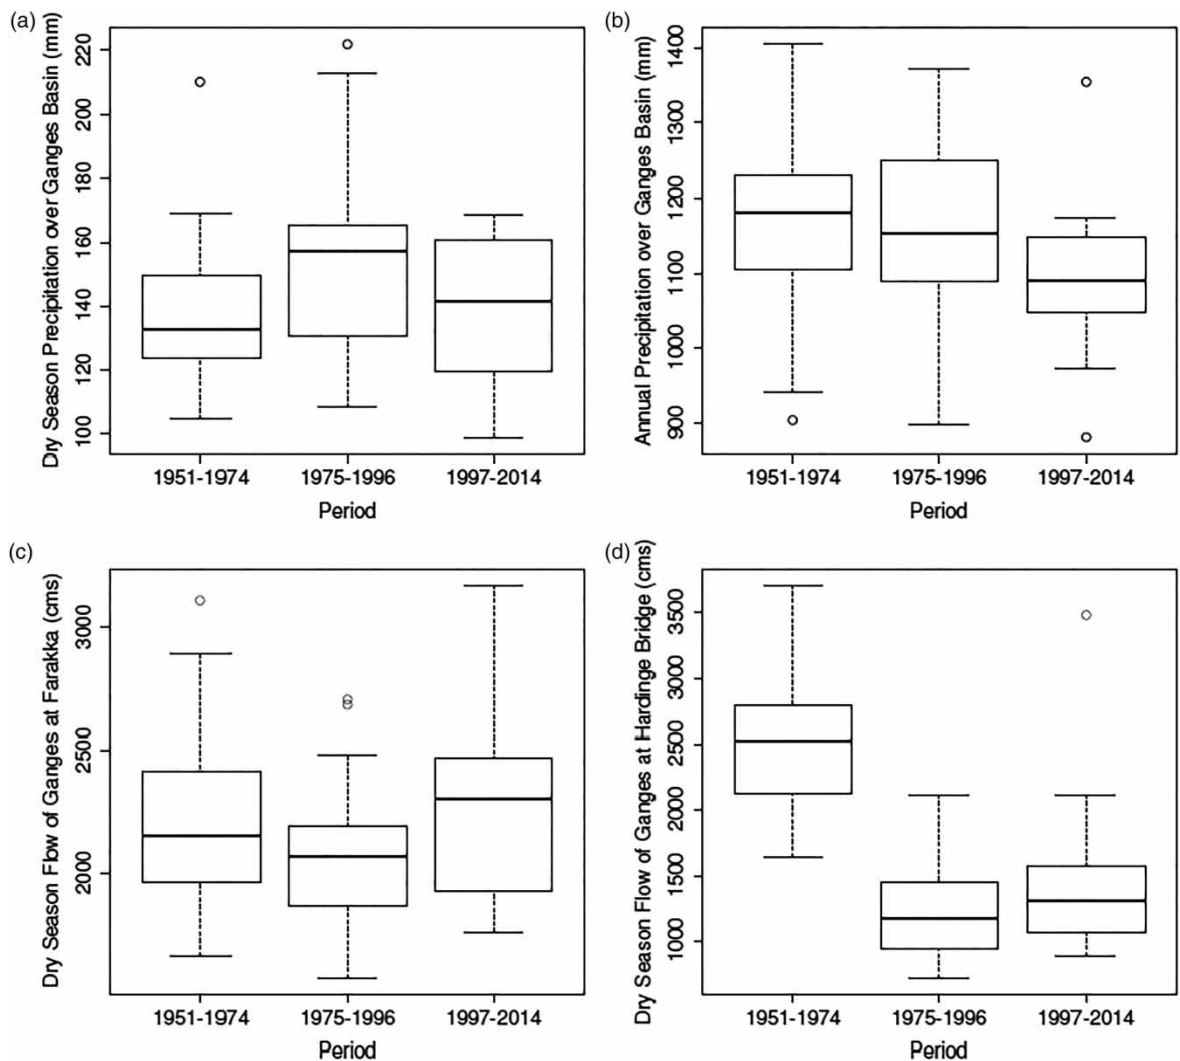 (a)
Dry Season Precipitation over Ganges Basin (mm)
220
200
180
160
140
120
100
1951-1974
1975-1996
1997-2014
Period
(b)
Annual Precipitation over Ganges Basin (mm)
1400
1300
1200
1100
1000
900
1951-1974
1975-1996
1997-2014
Period
(c)
Dry Season Flow of Ganges at Farakka (cms)
3000
2500
2000
1951-1974
1975-1996
1997-2014
Period
(d)
Dry Season Flow of Ganges at Hardinge Bridge (cms)
3500
3000
2500
2000
1500
1000
1951-1974
1975-1996
1997-2014
Period